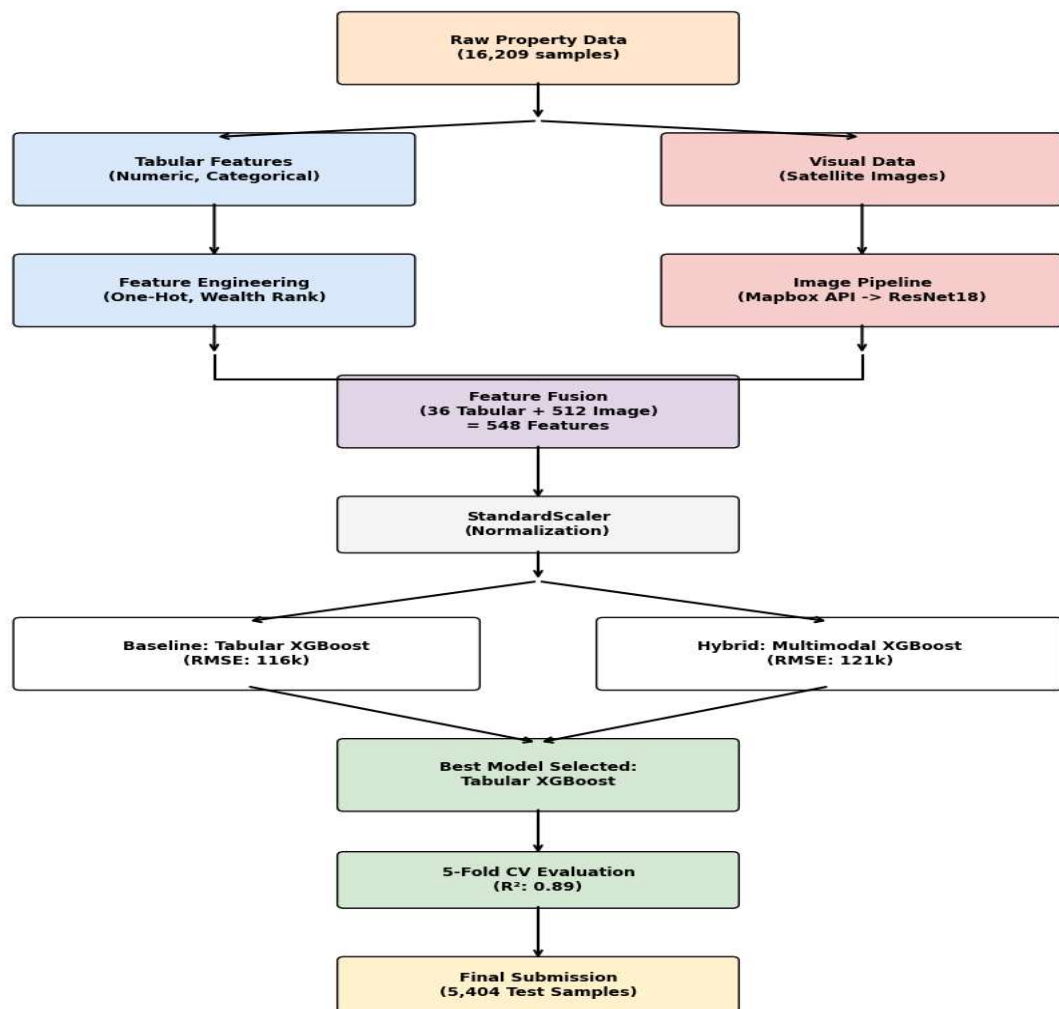 Raw Property Data
(16,209 samples)
Tabular Features
(Numeric, Categorical)
Visual Data
(Satellite Images)
Feature Engineering
(One-Hot, Wealth Rank)
Image Pipeline
(Mapbox API -> ResNet18)
Feature Fusion
(36 Tabular + 512 Image)
= 548 Features
StandardScaler
(Normalization)
Baseline: Tabular XGBoost
(RMSE: 116k)
Hybrid: Multimodal XGBoost
(RMSE: 121k)
Best Model Selected:
Tabular XGBoost
5-Fold CV Evaluation
(R²: 0.89)
Final Submission
(5,404 Test Samples)